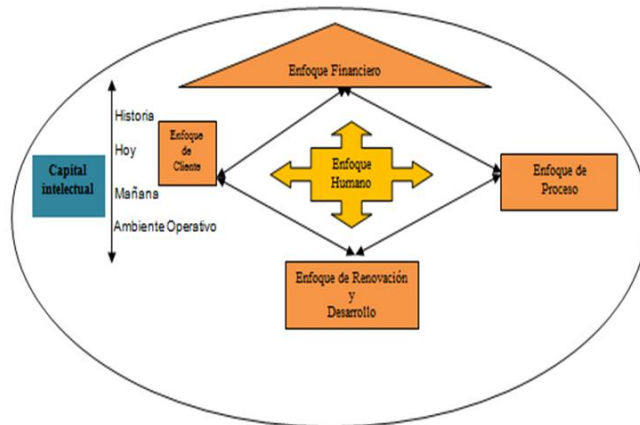 Enfoque Financiero
Historia
Hoy
Mañana
Ambiente Operativo
Capital
intelectual
Enfoque
de
Cliente
Enfoque
Humano
Enfoque de
Proceso
Enfoque de Renovación
y
Desarrollo